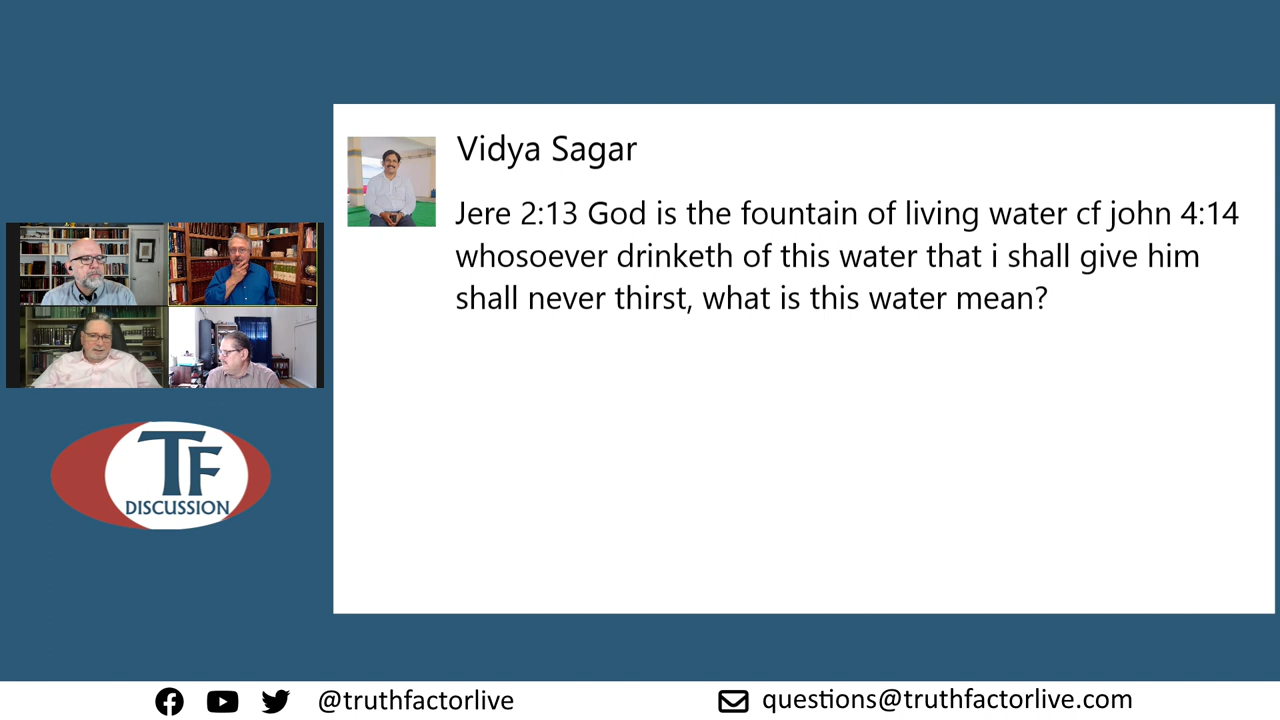 Vidya Sagar
Jere 2:13 God is the fountain of living water cf john 4:14
whosoever drinketh of this water that i shall give him
shall never thirst, what is this water mean?
TF
DISCUSSION
@truthfactorlive
questions@truthfactorlive.com